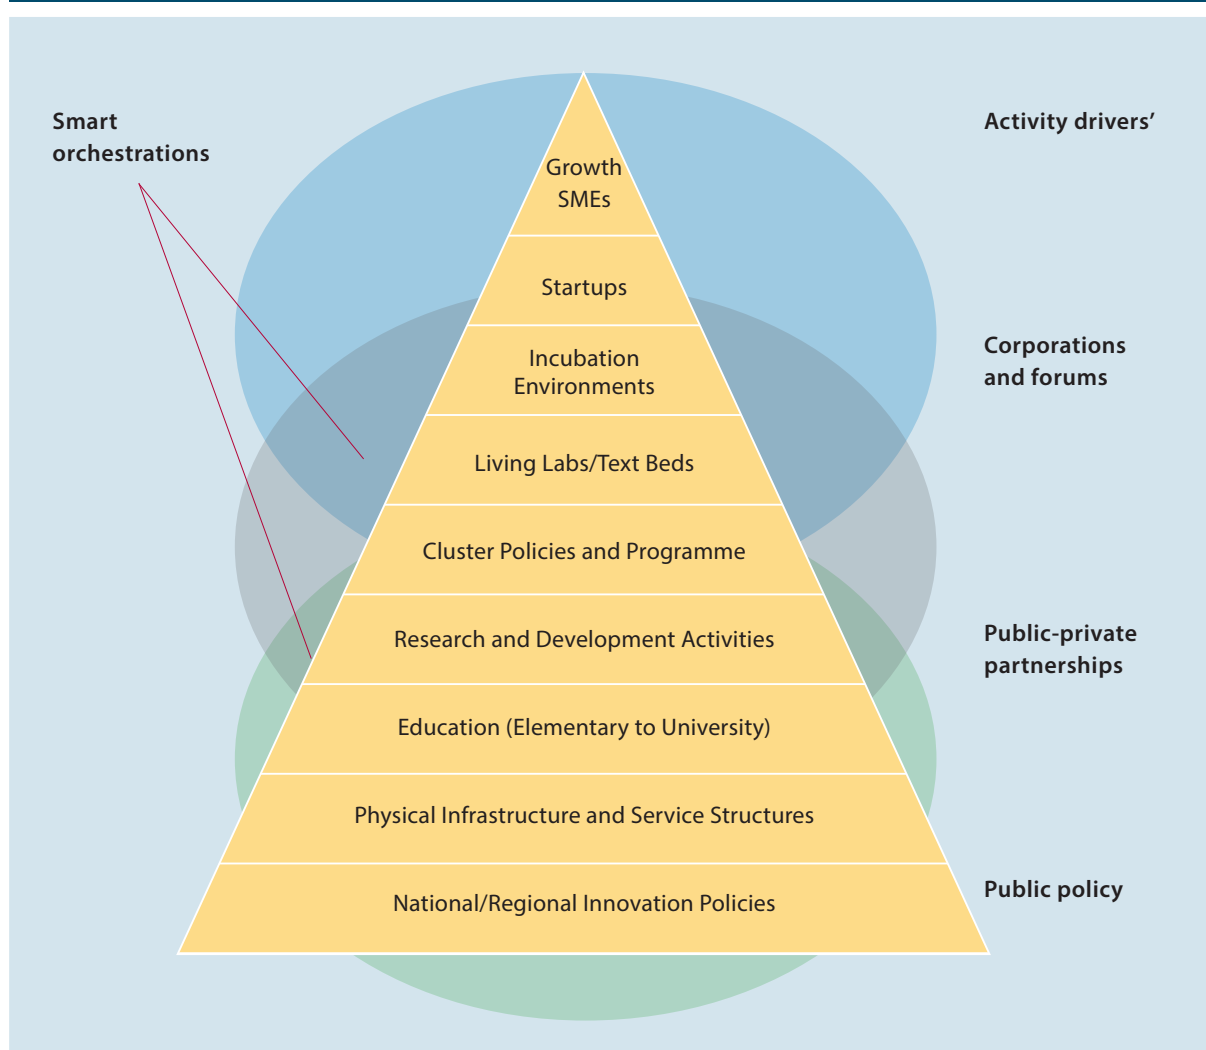 Smart
orchestrations
Activity drivers’
Growth
SMEs
Startups
Corporations
and forums
Incubation
Environments
Living Labs/Text Beds
Cluster Policies and Programme
Research and Development Activities
Public-private
partnerships
Education (Elementary to University)
Physical Infrastructure and Service Structures
Public policy
National/Regional Innovation Policies